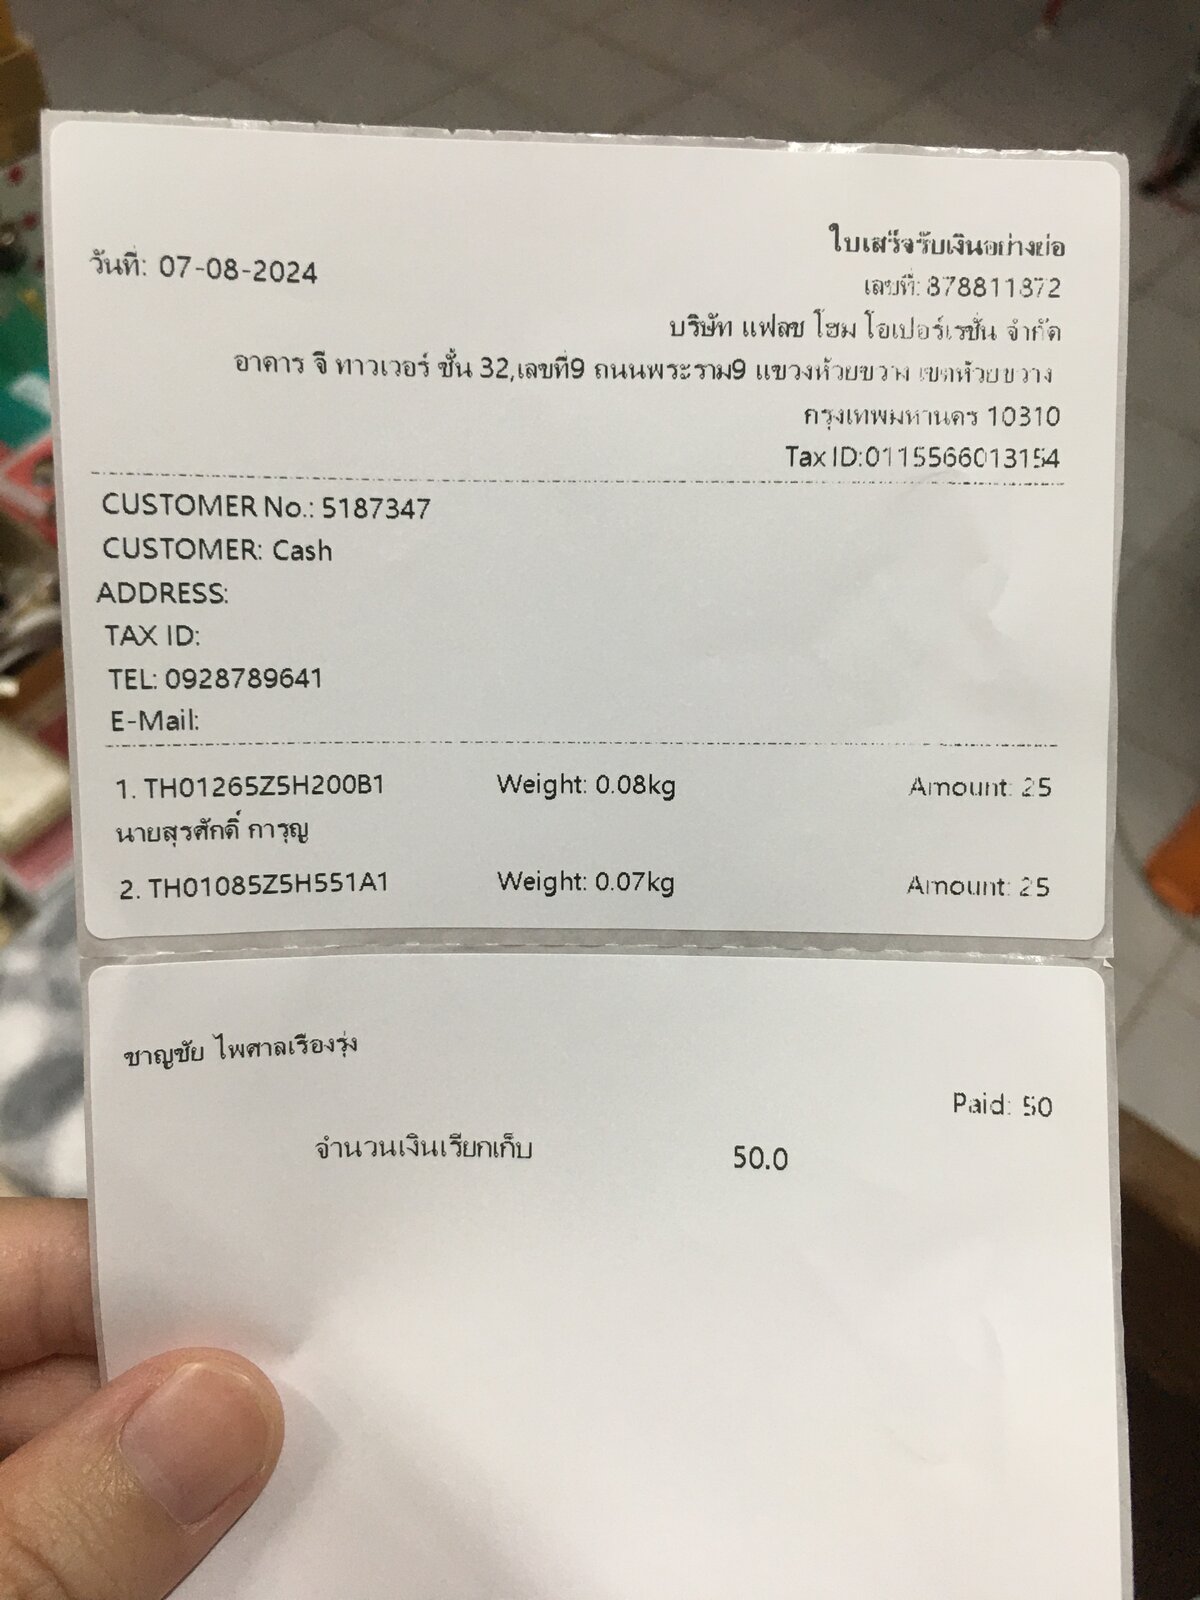 ใบเสร็จรับเงินอย่างย่อ
วันที่: 07-08-2024
เลขที่: 878811872
บริษัท แฟลช โฮม โอเปอร์เรชั่น จำกัด
อาคาร จี ทาวเวอร์ ชั้น 32,เลขที่9 ถนนพระราม9 แขวงห้วยขวาง เขตห้วยขวาง
กรุงเทพมหานคร 10310
Tax ID:0115566013154
CUSTOMER No.: 5187347
CUSTOMER: Cash
ADDRESS:
TAX ID:
TEL: 0928789641
E-Mail:
1. TH01265Z5H200B1 Weight: 0.08kg Amount: 25
นายสุรศักดิ์ การุญ
2. TH01085Z5H551A1 Weight: 0.07kg Amount: 25
ชาญชัย ไพศาลเรืองรุ่ง
Paid: 50
จำนวนเงินเรียกเก็บ 50.0